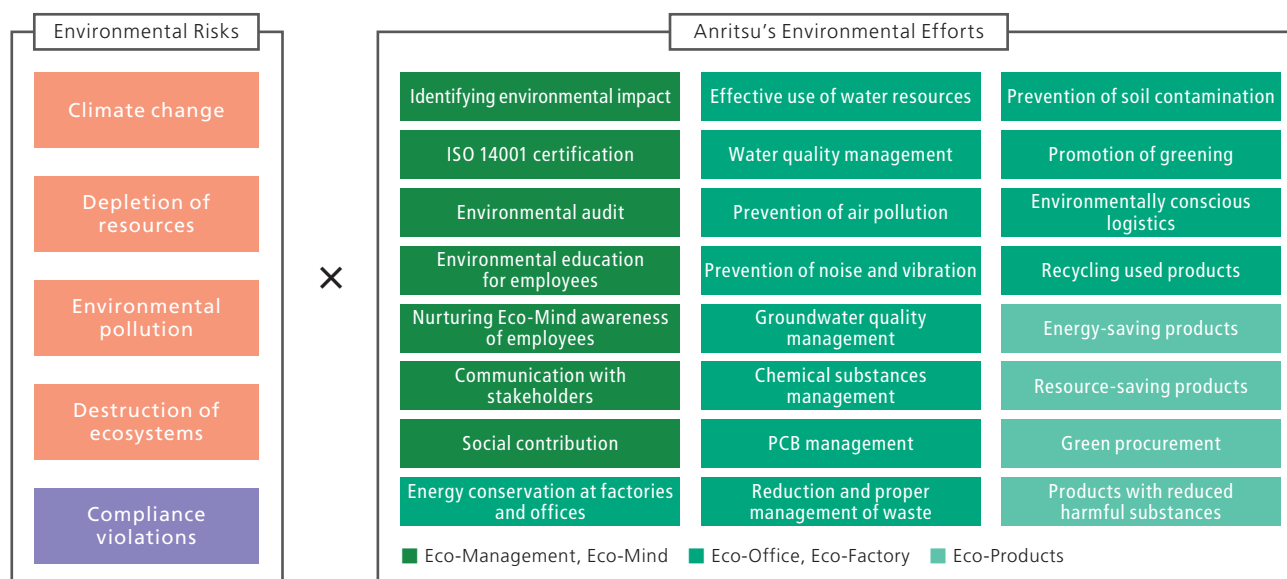 Environmental Risks
Climate change
Depletion of
resources
Environmental
pollution
Destruction of
ecosystems
Compliance
violations
×
Anritsu's Environmental Efforts
Identifying environmental impact
ISO 14001 certification
Environmental audit
Environmental education
for employees
Nurturing Eco-Mind awareness
of employees
Communication with
stakeholders
Social contribution
Energy conservation at factories
and offices
Effective use of water resources
Water quality management
Prevention of air pollution
Prevention of noise and vibration
Groundwater quality
management
Chemical substances
management
PCB management
Reduction and proper
management of waste
Prevention of soil contamination
Promotion of greening
Environmentally conscious
logistics
Recycling used products
Energy-saving products
Resource-saving products
Green procurement
Products with reduced
harmful substances
Eco-Management, Eco-Mind
Eco-Office, Eco-Factory
Eco-Products